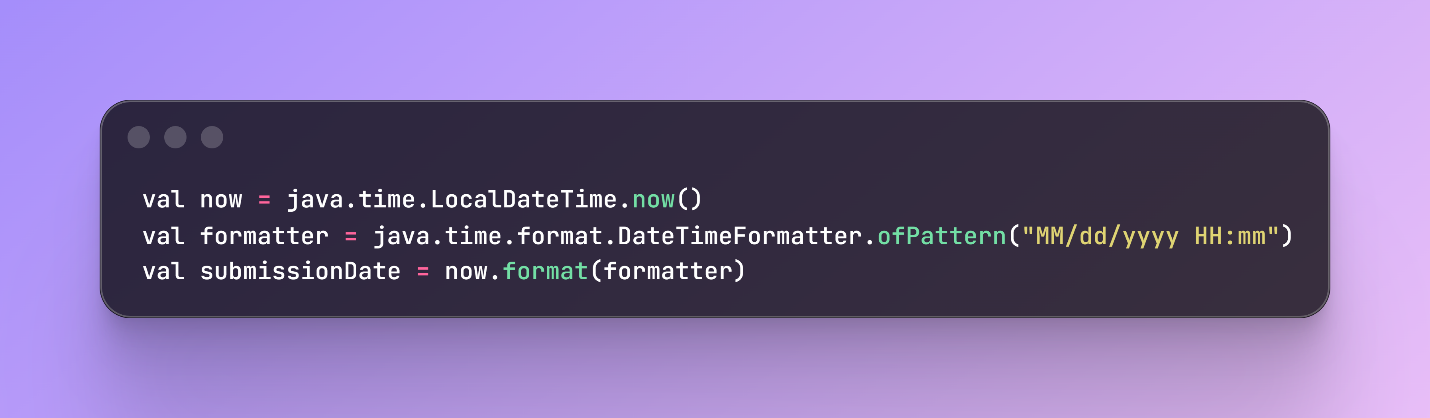 val now = java.time.LocalDateTime.now()
val formatter = java.time.format.DateTimeFormatter.ofPattern("MM/dd/yyyy HH:mm")
val submissionDate = now.format(formatter)